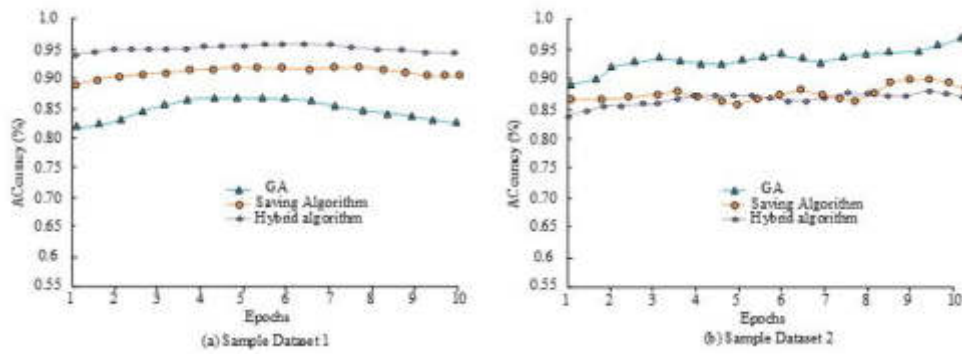 1.0
0.95
0.90
0.85
0.80
0.75
0.70
0.65
0.6
0.55
ACcuracy (%)
GA
Saving Algorithm
Hybrid algorithm
1 2 3 4 5 6 7 8 9 10
Epochs
(a) Sample Dataset 1
1.0
0.95
0.90
0.85
0.80
0.75
0.70
0.65
0.6
0.55
ACcuracy (%)
GA
Saving Algorithm
Hybrid algorithm
1 2 3 4 5 6 7 8 9 10
Epochs
(b) Sample Dataset 2